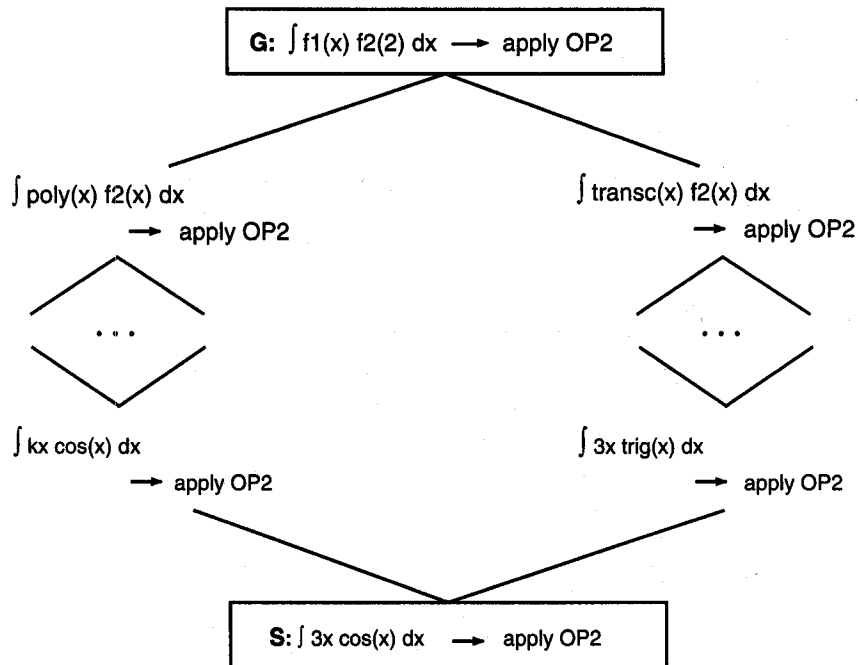 G: ∫ f1(x) f2(2) dx → apply OP2
∫ poly(x) f2(x) dx
→ apply OP2
∫ transc(x) f2(x) dx
→ apply OP2
. . .
. . .
∫ kx cos(x) dx
→ apply OP2
∫ 3x trig(x) dx
→ apply OP2
S: ∫ 3x cos(x) dx → apply OP2